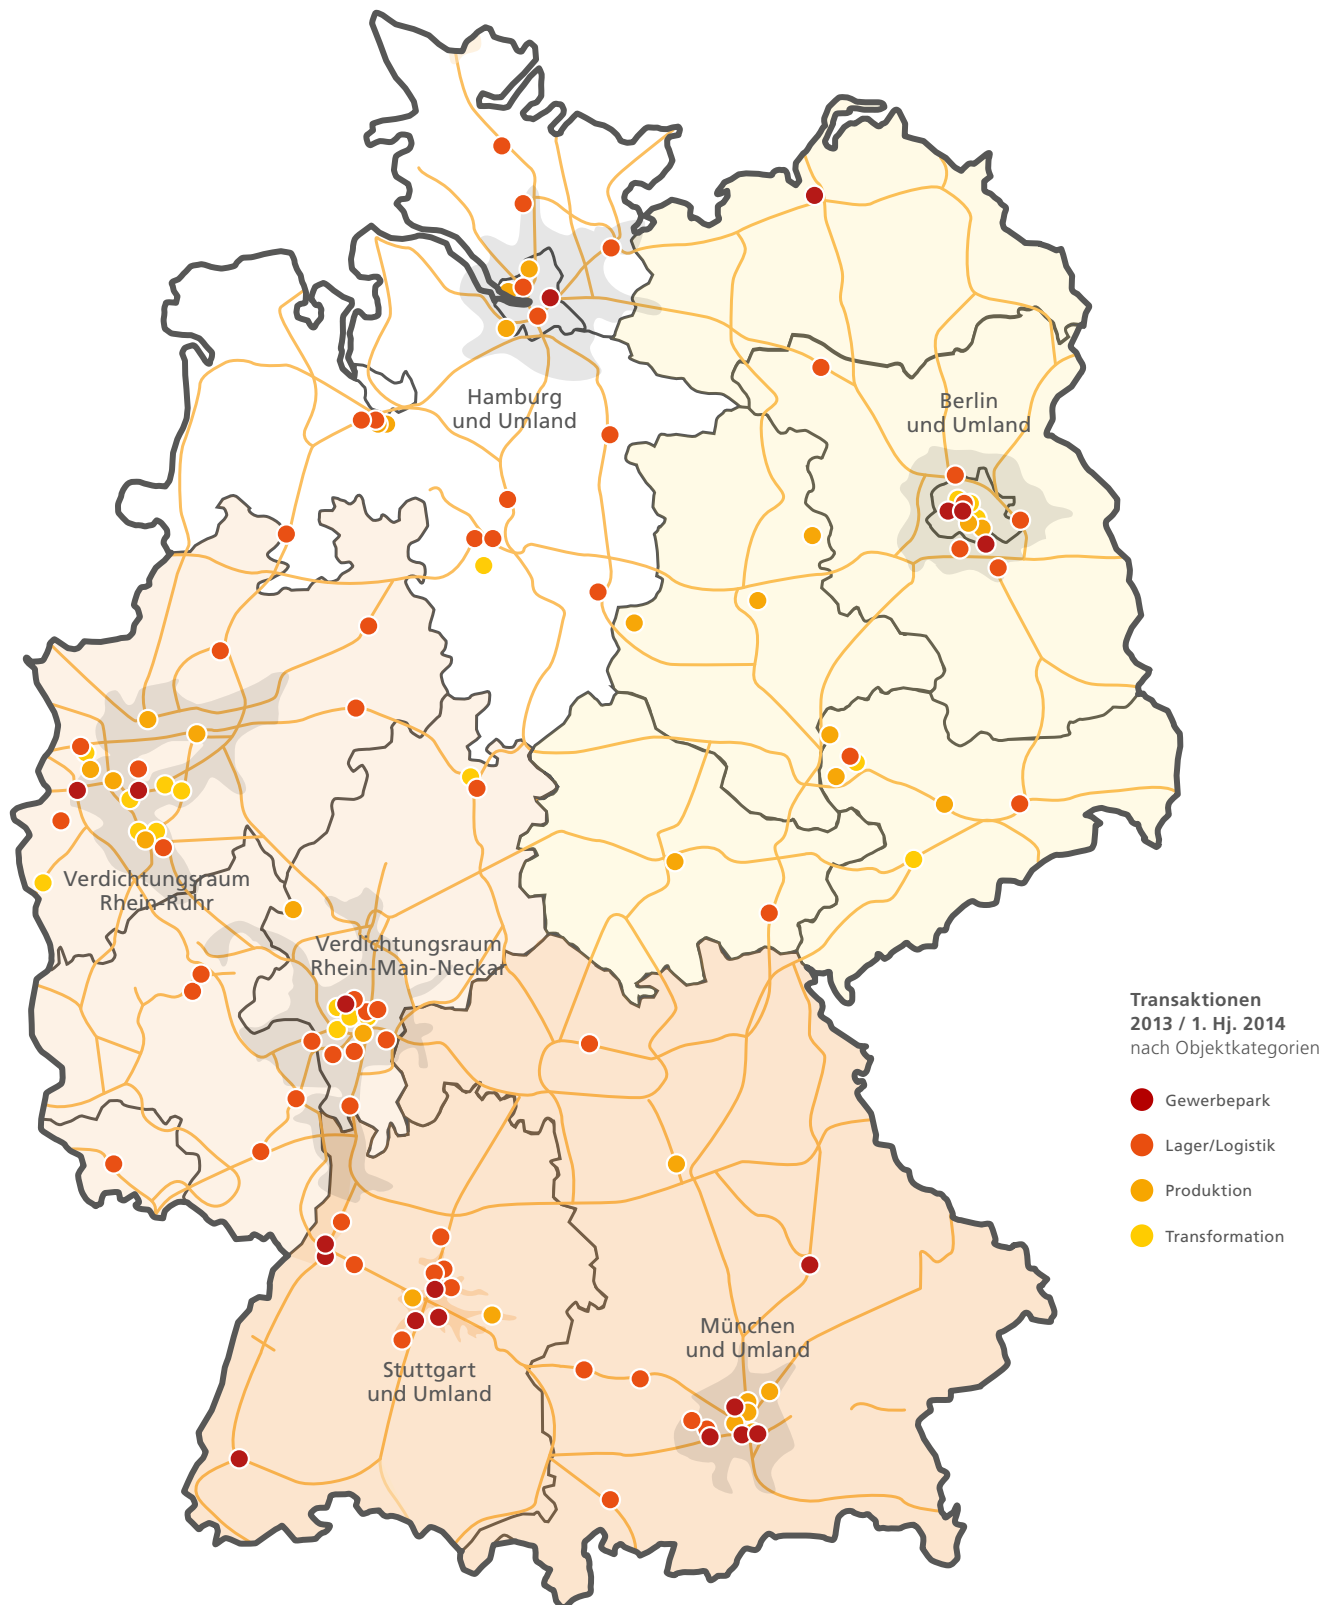 Hamburg
und Umland
Berlin
und Umland
Verdichtungsraum
Rhein-Ruhr
Verdichtungsraum
Rhein-Main-Neckar
Transaktionen
2013 / 1. Hj. 2014
nach Objektkategorien
Gewerbepark
Lager/Logistik
Produktion
Transformation
München
und Umland
Stuttgart
und Umland